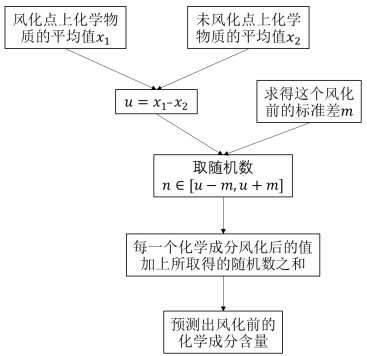 风化点上化学物
质的平均值x₁
未风化点上化学
物质的平均值x₂
u = x₁-x₂
求得这个风化
前的标准差m
取随机数
n ∈ [u − m, u + m]
每一个化学成分风化后的值
加上所取得的随机数之和
预测出风化前的
化学成分含量